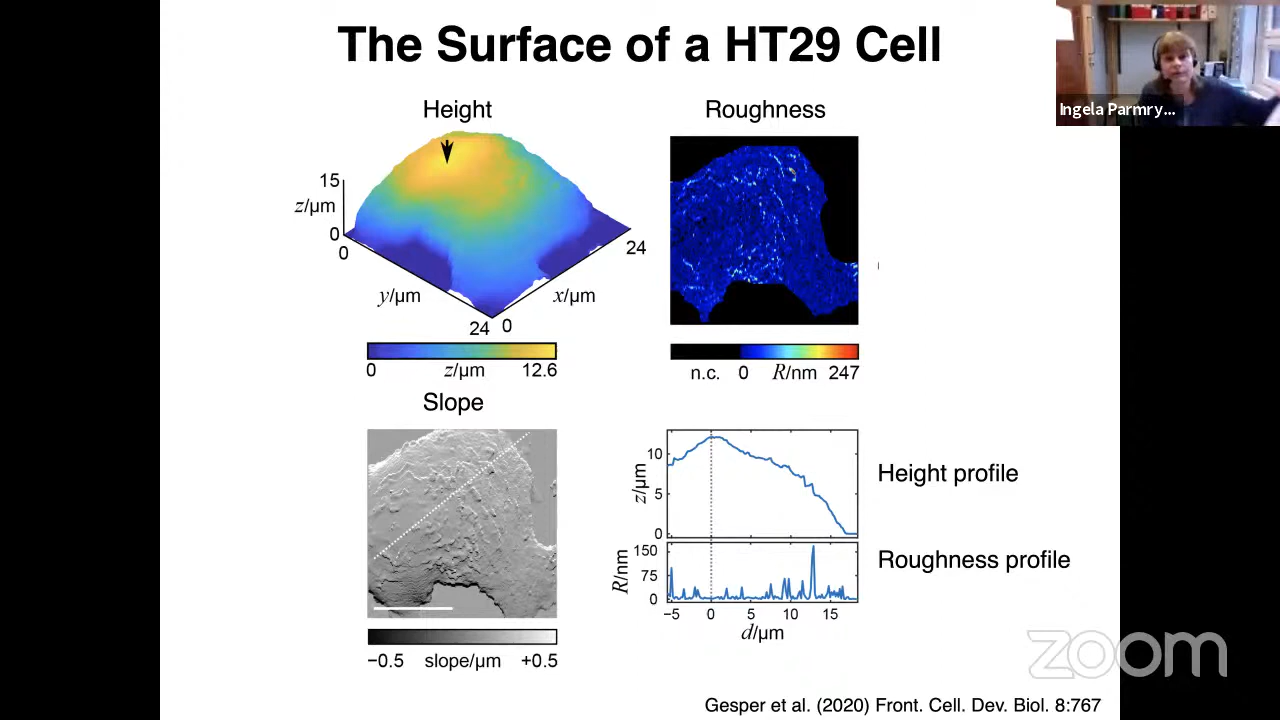 The Surface of a HT29 Cell
Ingela Parmry...
Height
Roughness
15
z/µm
0
0
y/µm
24
0
x/µm
24
0
z/µm
12.6
n.c.
0
R/nm
247
Slope
−0.5
slope/µm
+0.5
10
5
0
z/µm
Height profile
150
75
0
R/nm
Roughness profile
−5
0
5
10
15
d/µm
zoom
Gesper et al. (2020) Front. Cell. Dev. Biol. 8:767